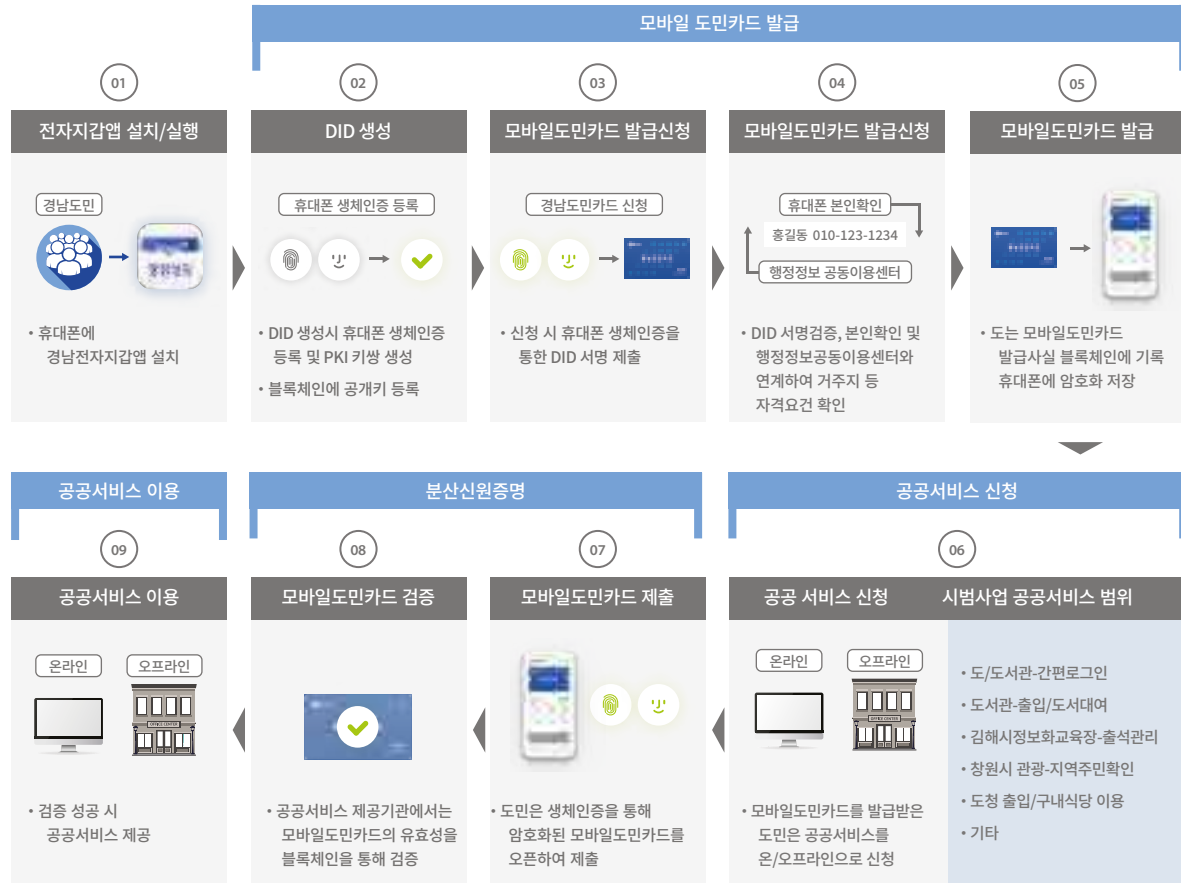 모바일 도민카드 발급
01
전자지갑앱 설치/실행
경남도민
• 휴대폰에
경남전자지갑앱 설치
02
DID 생성
휴대폰 생체인증 등록
• DID 생성시 휴대폰 생체인증
등록 및 PKI 키쌍 생성
• 블록체인에 공개키 등록
03
모바일도민카드 발급신청
경남도민카드 신청
• 신청 시 휴대폰 생체인증을
통한 DID 서명 제출
04
모바일도민카드 발급신청
휴대폰 본인확인
홍길동 010-123-1234
행정정보 공동이용센터
• DID 서명검증, 본인확인 및
행정정보공동이용센터와
연계하여 거주지 등
자격요건 확인
05
모바일도민카드 발급
• 도는 모바일도민카드
발급사실 블록체인에 기록
휴대폰에 암호화 저장
공공서비스 신청
06
공공 서비스 신청
온라인
오프라인
OFFICE CENTER
• 모바일도민카드를 발급받은
도민은 공공서비스를
온/오프라인으로 신청
시범사업 공공서비스 범위
• 도/도서관-간편로그인
• 도서관-출입/도서대여
• 김해시정보화교육장-출석관리
• 창원시 관광-지역주민확인
• 도청 출입/구내식당 이용
• 기타
분산신원증명
07
모바일도민카드 제출
• 도민은 생체인증을 통해
암호화된 모바일도민카드를
오픈하여 제출
08
모바일도민카드 검증
• 공공서비스 제공기관에서는
모바일도민카드의 유효성을
블록체인을 통해 검증
공공서비스 이용
09
공공서비스 이용
온라인
오프라인
OFFICE CENTER
• 검증 성공 시
공공서비스 제공